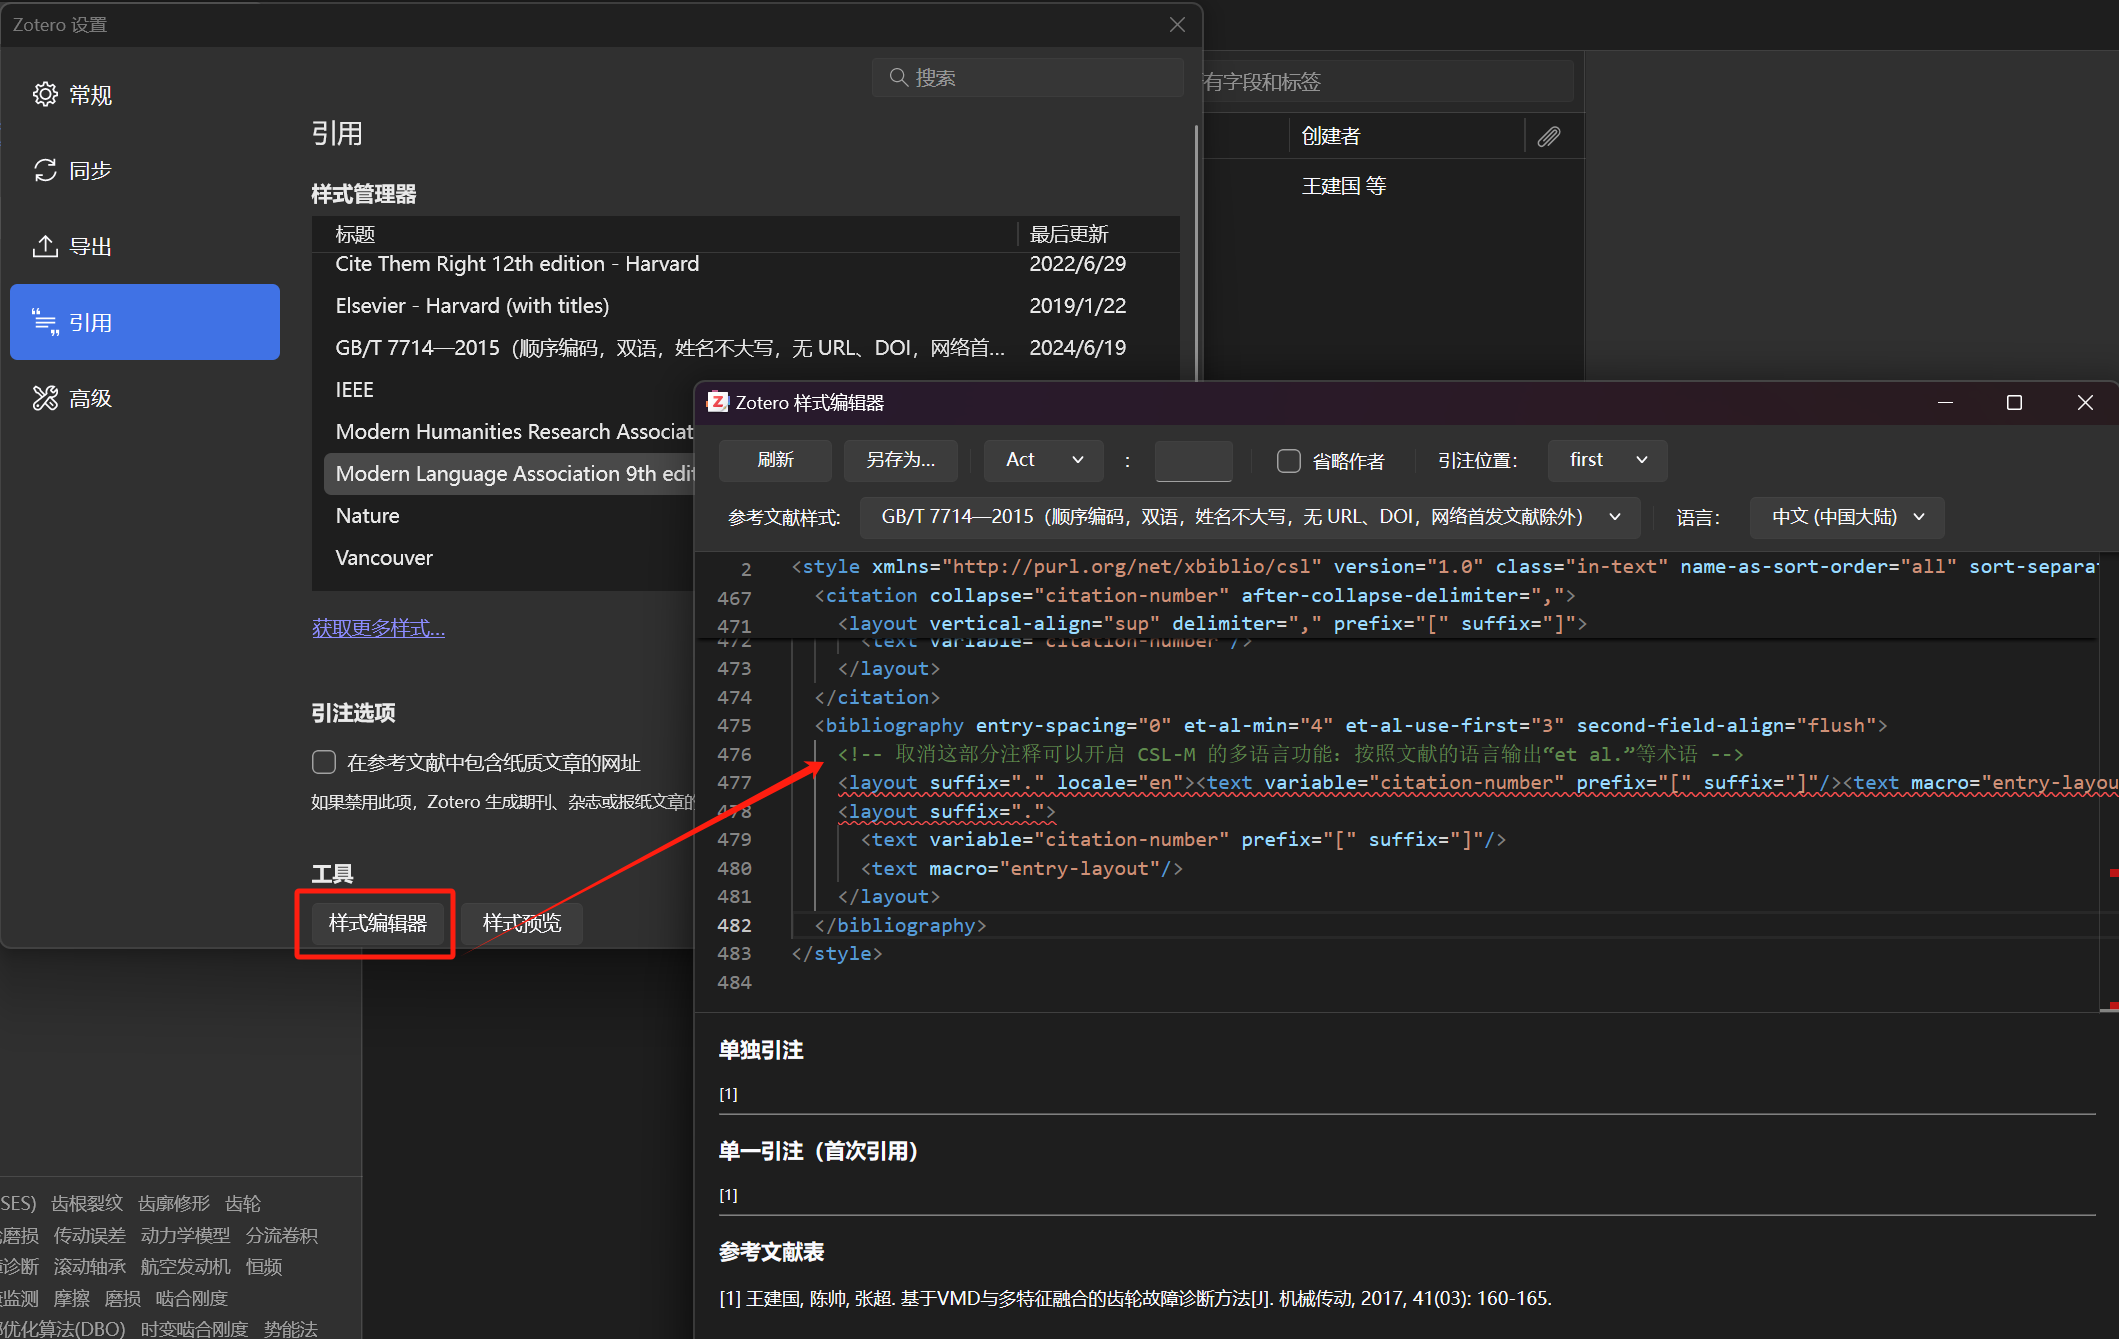 Zotero 设置
搜索
常规
同步
导出
引用
高级
引用
样式管理器
标题 最后更新
Cite Them Right 12th edition - Harvard 2022/6/29
Elsevier - Harvard (with titles) 2019/1/22
GB/T 7714—2015（顺序编码，双语，姓名不大写，无 URL、DOI，网络首... 2024/6/19
IEEE
Modern Humanities Research Associat
Modern Language Association 9th edit
Nature
Vancouver
获取更多样式...
引注选项
在参考文献中包含纸质文章的网址
如果禁用此项，Zotero 生成期刊、杂志或报纸文章的
工具
样式编辑器 样式预览
有字段和标签
创建者
王建国 等
Zotero 样式编辑器
刷新 另存为... Act : 省略作者 引注位置： first
参考文献样式: GB/T 7714—2015（顺序编码，双语，姓名不大写，无 URL、DOI，网络首发文献除外） 语言： 中文 (中国大陆)
2 <style xmlns="http://purl.org/net/xbiblio/csl" version="1.0" class="in-text" name-as-sort-order="all" sort-separat
467 <citation collapse="citation-number" after-collapse-delimiter=",">
471 <layout vertical-align="sup" delimiter="," prefix="[" suffix="]">
472 <text variable="citation-number"/>
473 </layout>
474 </citation>
475 <bibliography entry-spacing="0" et-al-min="4" et-al-use-first="3" second-field-align="flush">
476 <!-- 取消这部分注释可以开启 CSL-M 的多语言功能：按照文献的语言输出“et al.”等术语 -->
477 <layout suffix="." locale="en"><text variable="citation-number" prefix="[" suffix="]"/><text macro="entry-layou
478 <layout suffix=".">
479 <text variable="citation-number" prefix="[" suffix="]"/>
480 <text macro="entry-layout"/>
481 </layout>
482 </bibliography>
483 </style>
484
单独引注
[1]
单一引注（首次引用）
[1]
参考文献表
[1] 王建国, 陈帅, 张超. 基于VMD与多特征融合的齿轮故障诊断方法[J]. 机械传动, 2017, 41(03): 160-165.
SES) 齿根裂纹 齿廓修形 齿轮
磨损 传动误差 动力学模型 分流卷积
诊断 滚动轴承 航空发动机 恒频
监测 摩擦 磨损 啮合刚度
优化算法(DBO) 时变啮合刚度 势能法